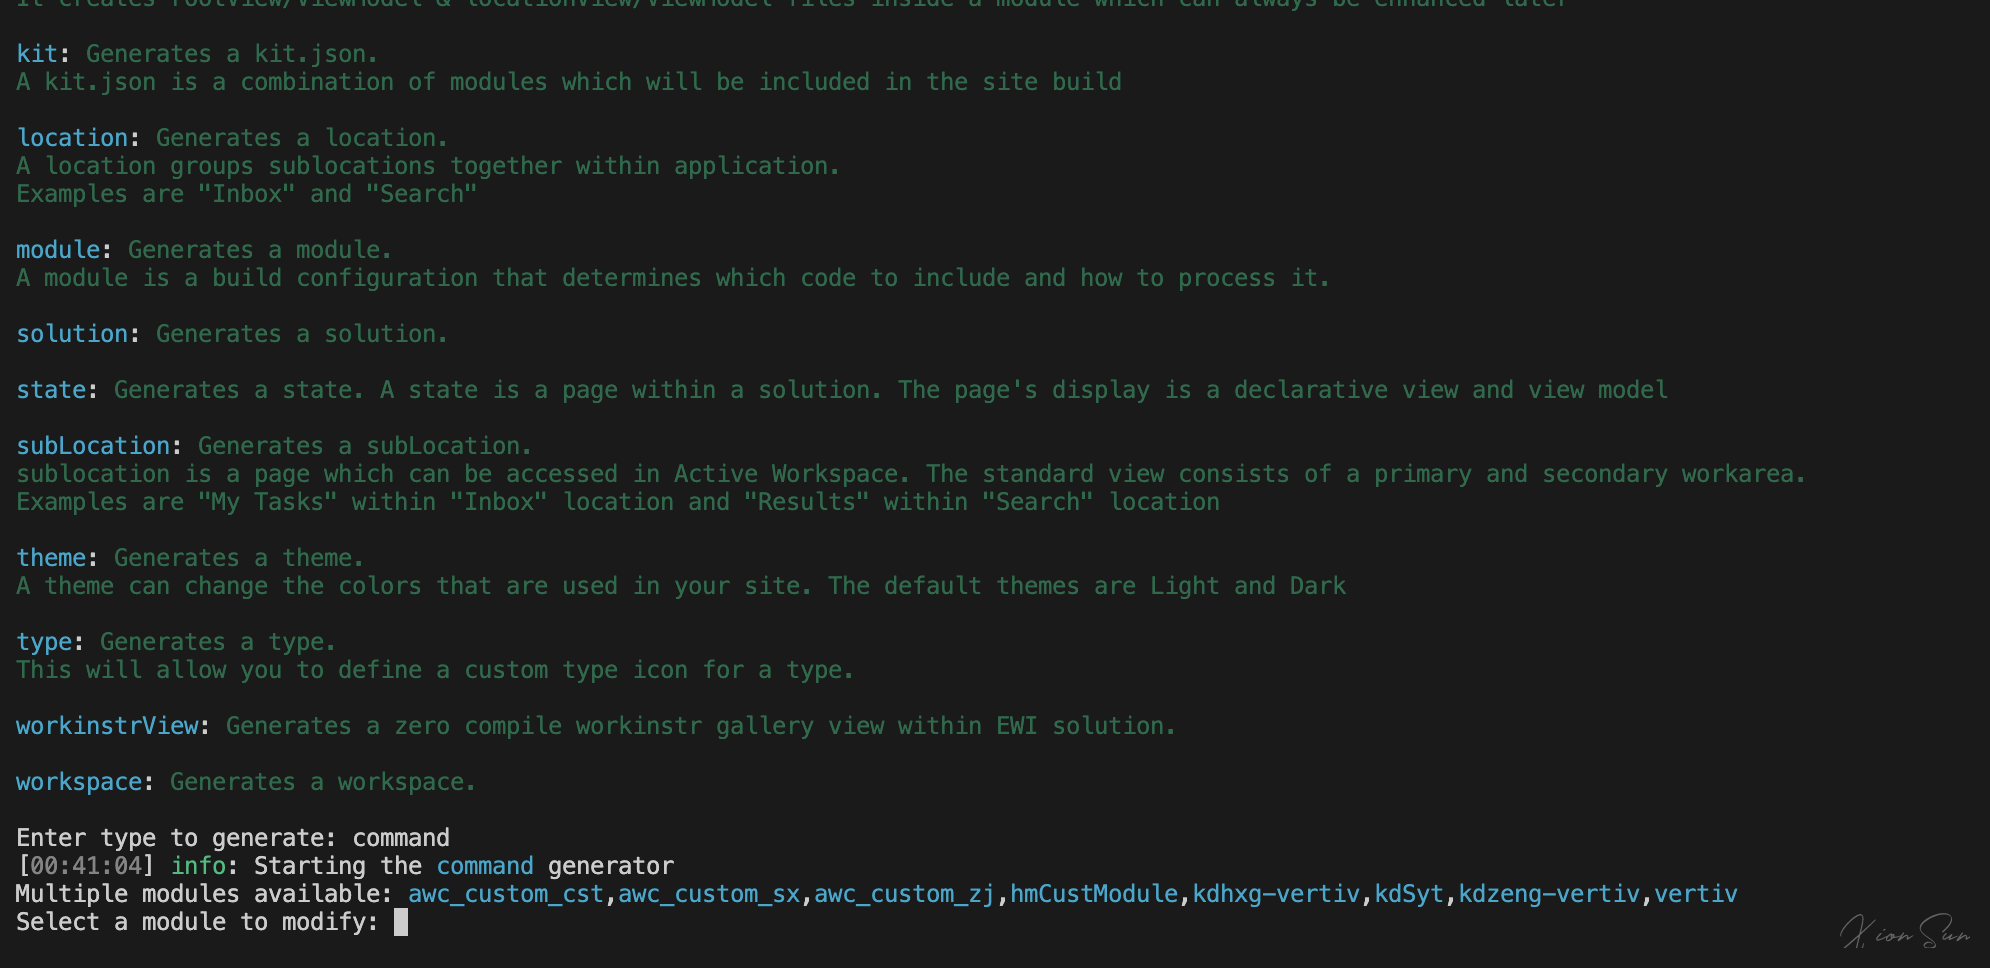 It creates rootView/ViewModel & locationView/ViewModel files inside a module which can always be enhanced later
kit: Generates a kit.json.
A kit.json is a combination of modules which will be included in the site build
location: Generates a location.
A location groups sublocations together within application.
Examples are "Inbox" and "Search"
module: Generates a module.
A module is a build configuration that determines which code to include and how to process it.
solution: Generates a solution.
state: Generates a state. A state is a page within a solution. The page's display is a declarative view and view model
subLocation: Generates a subLocation.
sublocation is a page which can be accessed in Active Workspace. The standard view consists of a primary and secondary workarea.
Examples are "My Tasks" within "Inbox" location and "Results" within "Search" location
theme: Generates a theme.
A theme can change the colors that are used in your site. The default themes are Light and Dark
type: Generates a type.
This will allow you to define a custom type icon for a type.
workinstrView: Generates a zero compile workinstr gallery view within EWI solution.
workspace: Generates a workspace.
Enter type to generate: command
[00:41:04] info: Starting the command generator
Multiple modules available: awc_custom_cst,awc_custom_sx,awc_custom_zj,hmCustModule,kdhxg-vertiv,kdSyt,kdzeng-vertiv,vertiv
Select a module to modify:
Xion Sun